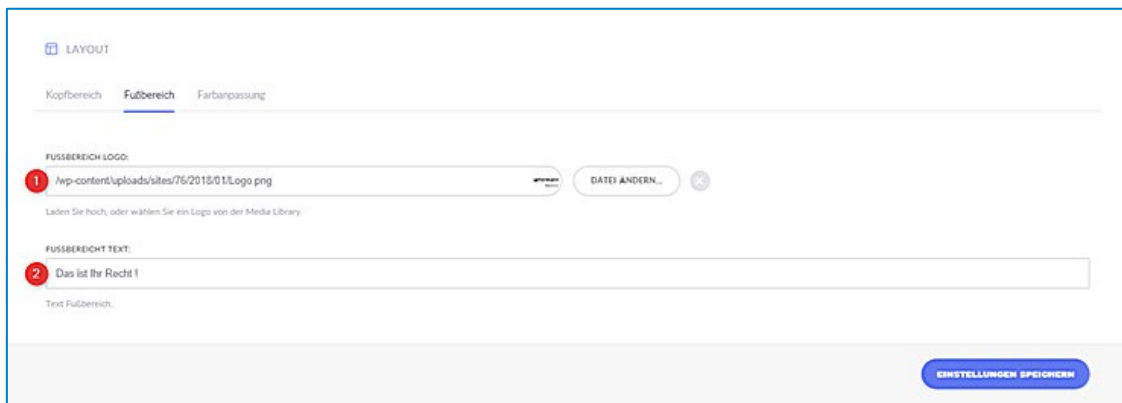 LAYOUT
Kopfbereich Fußbereich Farbanpassung
FUSSBEREICH LOGO:
1 /wp-content/uploads/sites/76/2018/01/Logo.png DATEI ÄNDERN...
Laden Sie hoch, oder wählen Sie ein Logo von der Media Library.
FUSSBEREICHT TEXT:
2 Das ist Ihr Recht !
Text Fußbereich.
EINSTELLUNGEN SPEICHERN